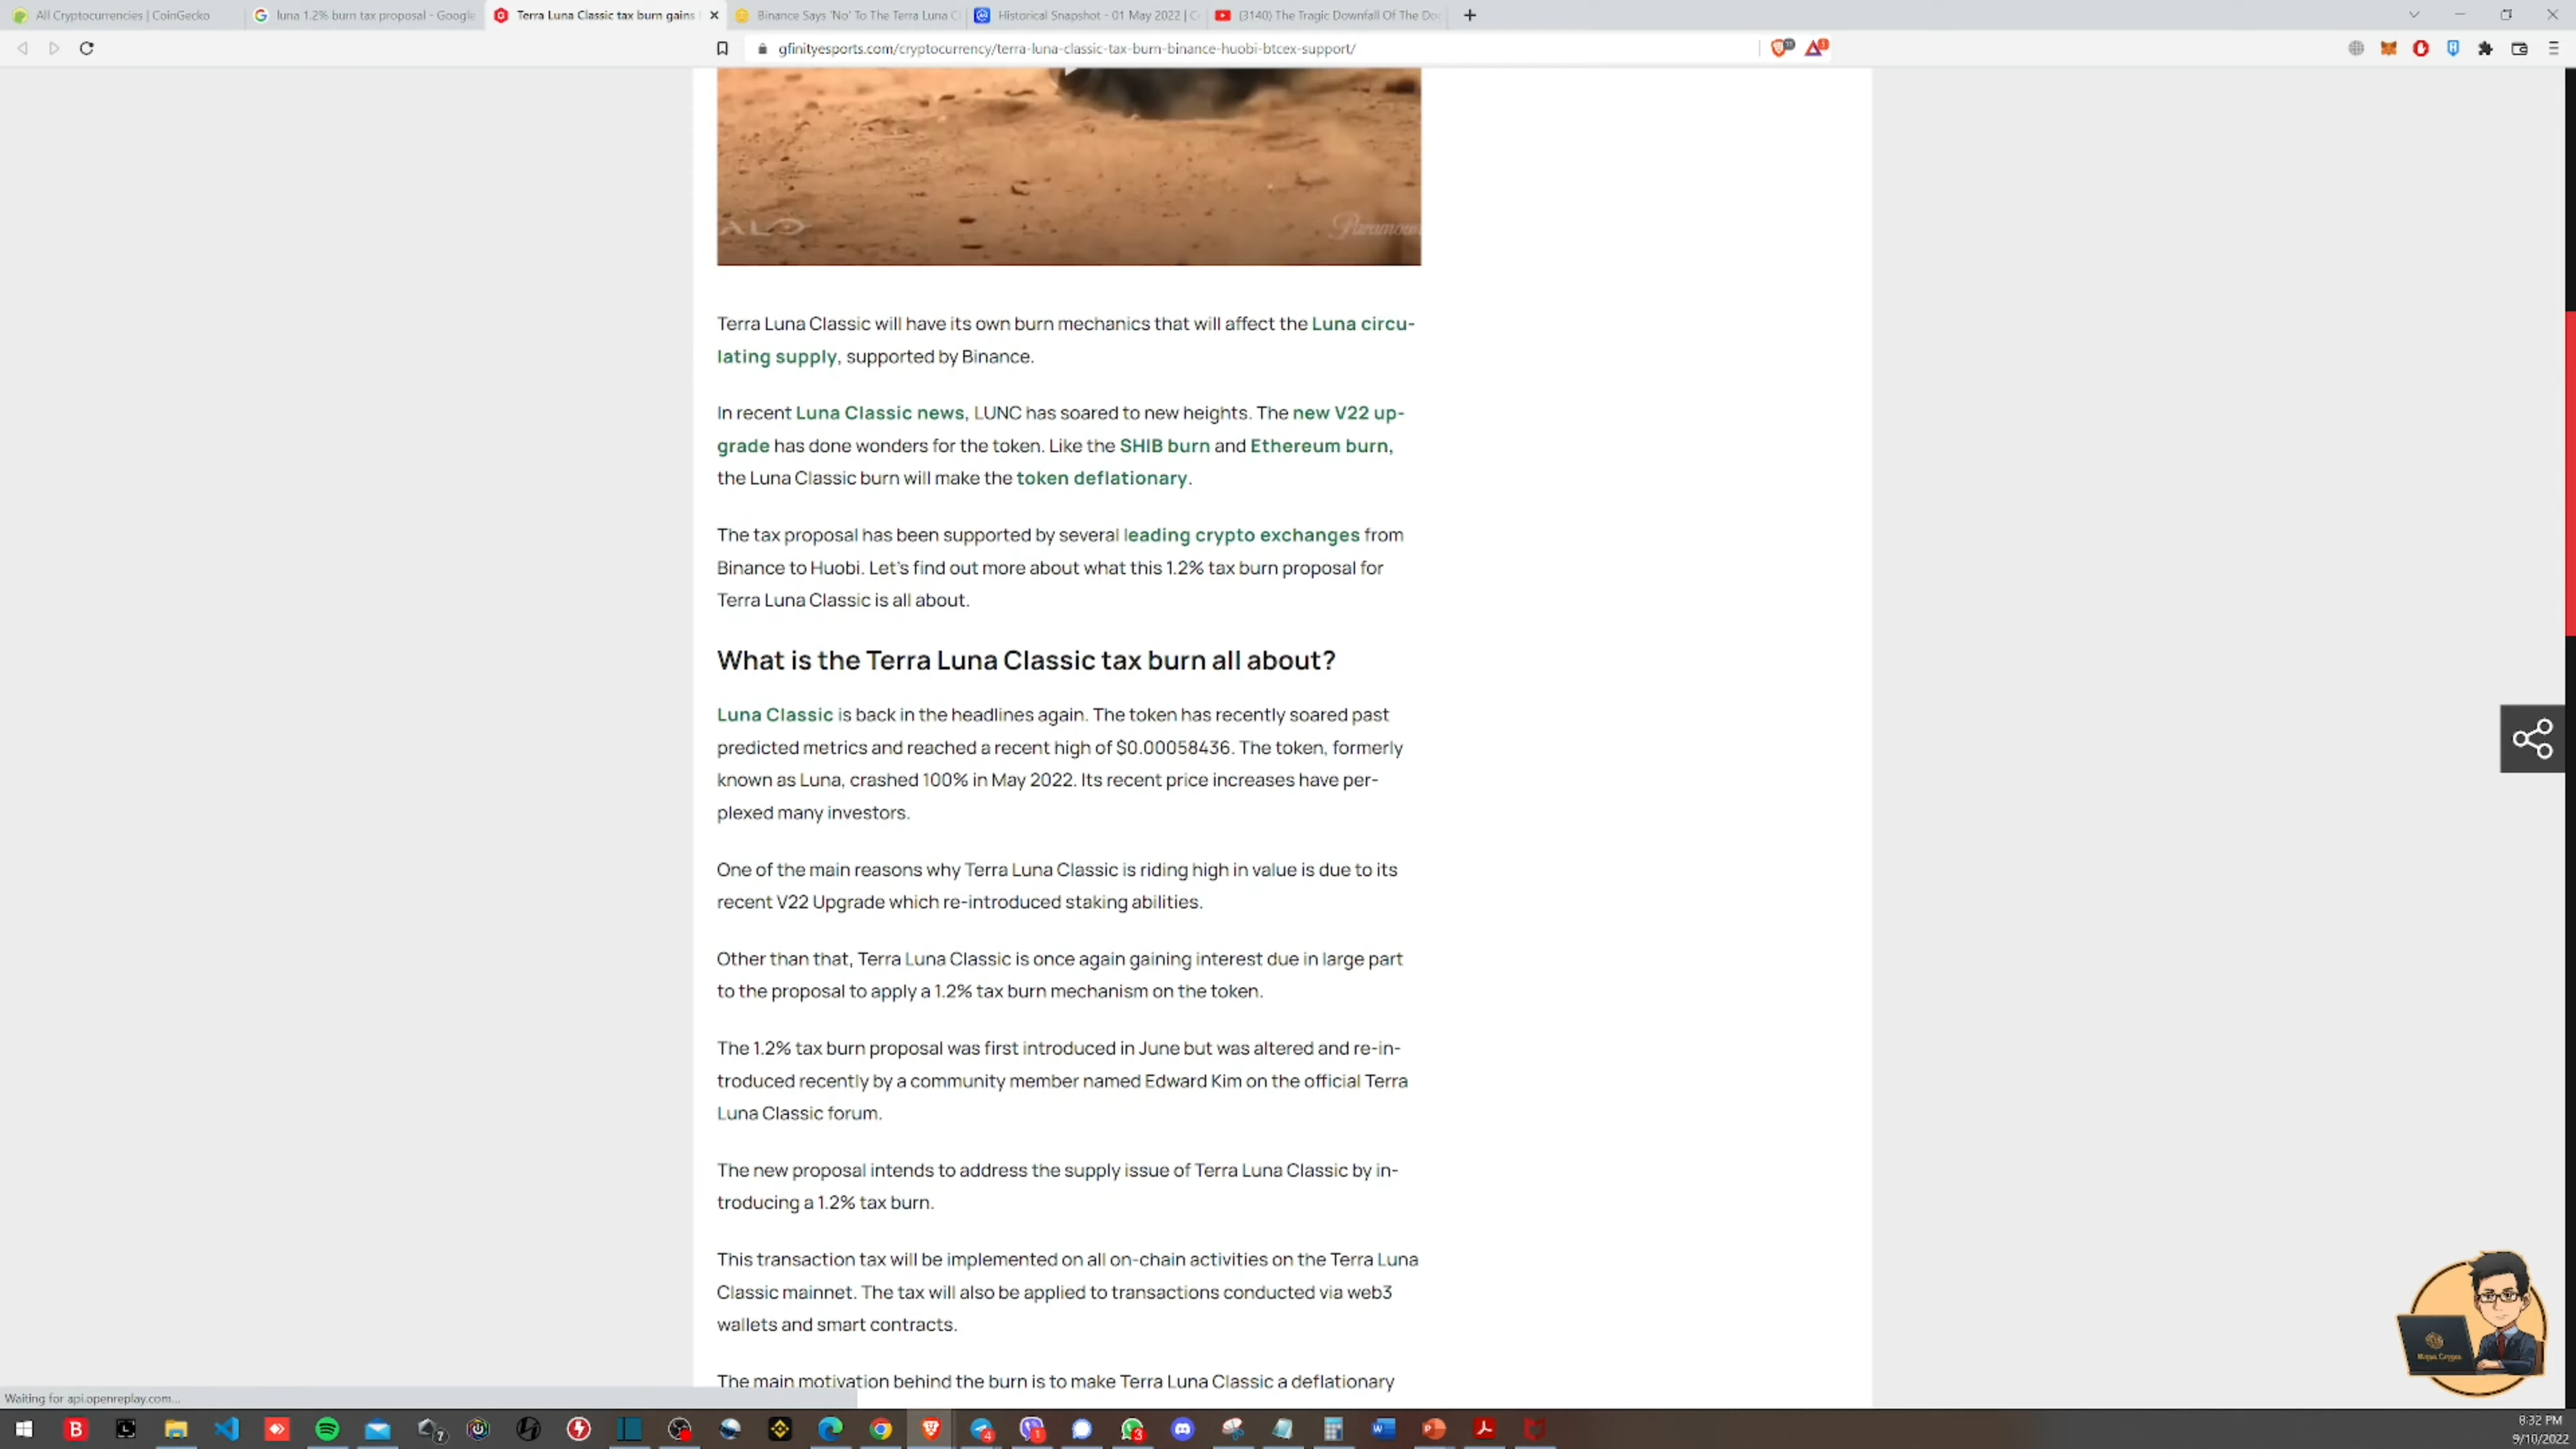 All Cryptocurrencies | CoinGecko
luna 1.2% burn tax proposal - Google
Terra Luna Classic tax burn gains
Binance Says 'No' To The Terra Luna C
Historical Snapshot - 01 May 2022 | C
(3140) The Tragic Downfall Of The Do
gfinityesports.com/cryptocurrency/terra-luna-classic-tax-burn-binance-huobi-btcex-support/
ALO
Paramou
Terra Luna Classic will have its own burn mechanics that will affect the Luna circu-
lating supply, supported by Binance.
In recent Luna Classic news, LUNC has soared to new heights. The new V22 up-
grade has done wonders for the token. Like the SHIB burn and Ethereum burn,
the Luna Classic burn will make the token deflationary.
The tax proposal has been supported by several leading crypto exchanges from
Binance to Huobi. Let's find out more about what this 1.2% tax burn proposal for
Terra Luna Classic is all about.
What is the Terra Luna Classic tax burn all about?
Luna Classic is back in the headlines again. The token has recently soared past
predicted metrics and reached a recent high of $0.00058436. The token, formerly
known as Luna, crashed 100% in May 2022. Its recent price increases have per-
plexed many investors.
One of the main reasons why Terra Luna Classic is riding high in value is due to its
recent V22 Upgrade which re-introduced staking abilities.
Other than that, Terra Luna Classic is once again gaining interest due in large part
to the proposal to apply a 1.2% tax burn mechanism on the token.
The 1.2% tax burn proposal was first introduced in June but was altered and re-in-
troduced recently by a community member named Edward Kim on the official Terra
Luna Classic forum.
The new proposal intends to address the supply issue of Terra Luna Classic by in-
troducing a 1.2% tax burn.
This transaction tax will be implemented on all on-chain activities on the Terra Luna
Classic mainnet. The tax will also be applied to transactions conducted via web3
wallets and smart contracts.
The main motivation behind the burn is to make Terra Luna Classic a deflationary
Waiting for api.openreplay.com...
8:32 PM
9/10/2022